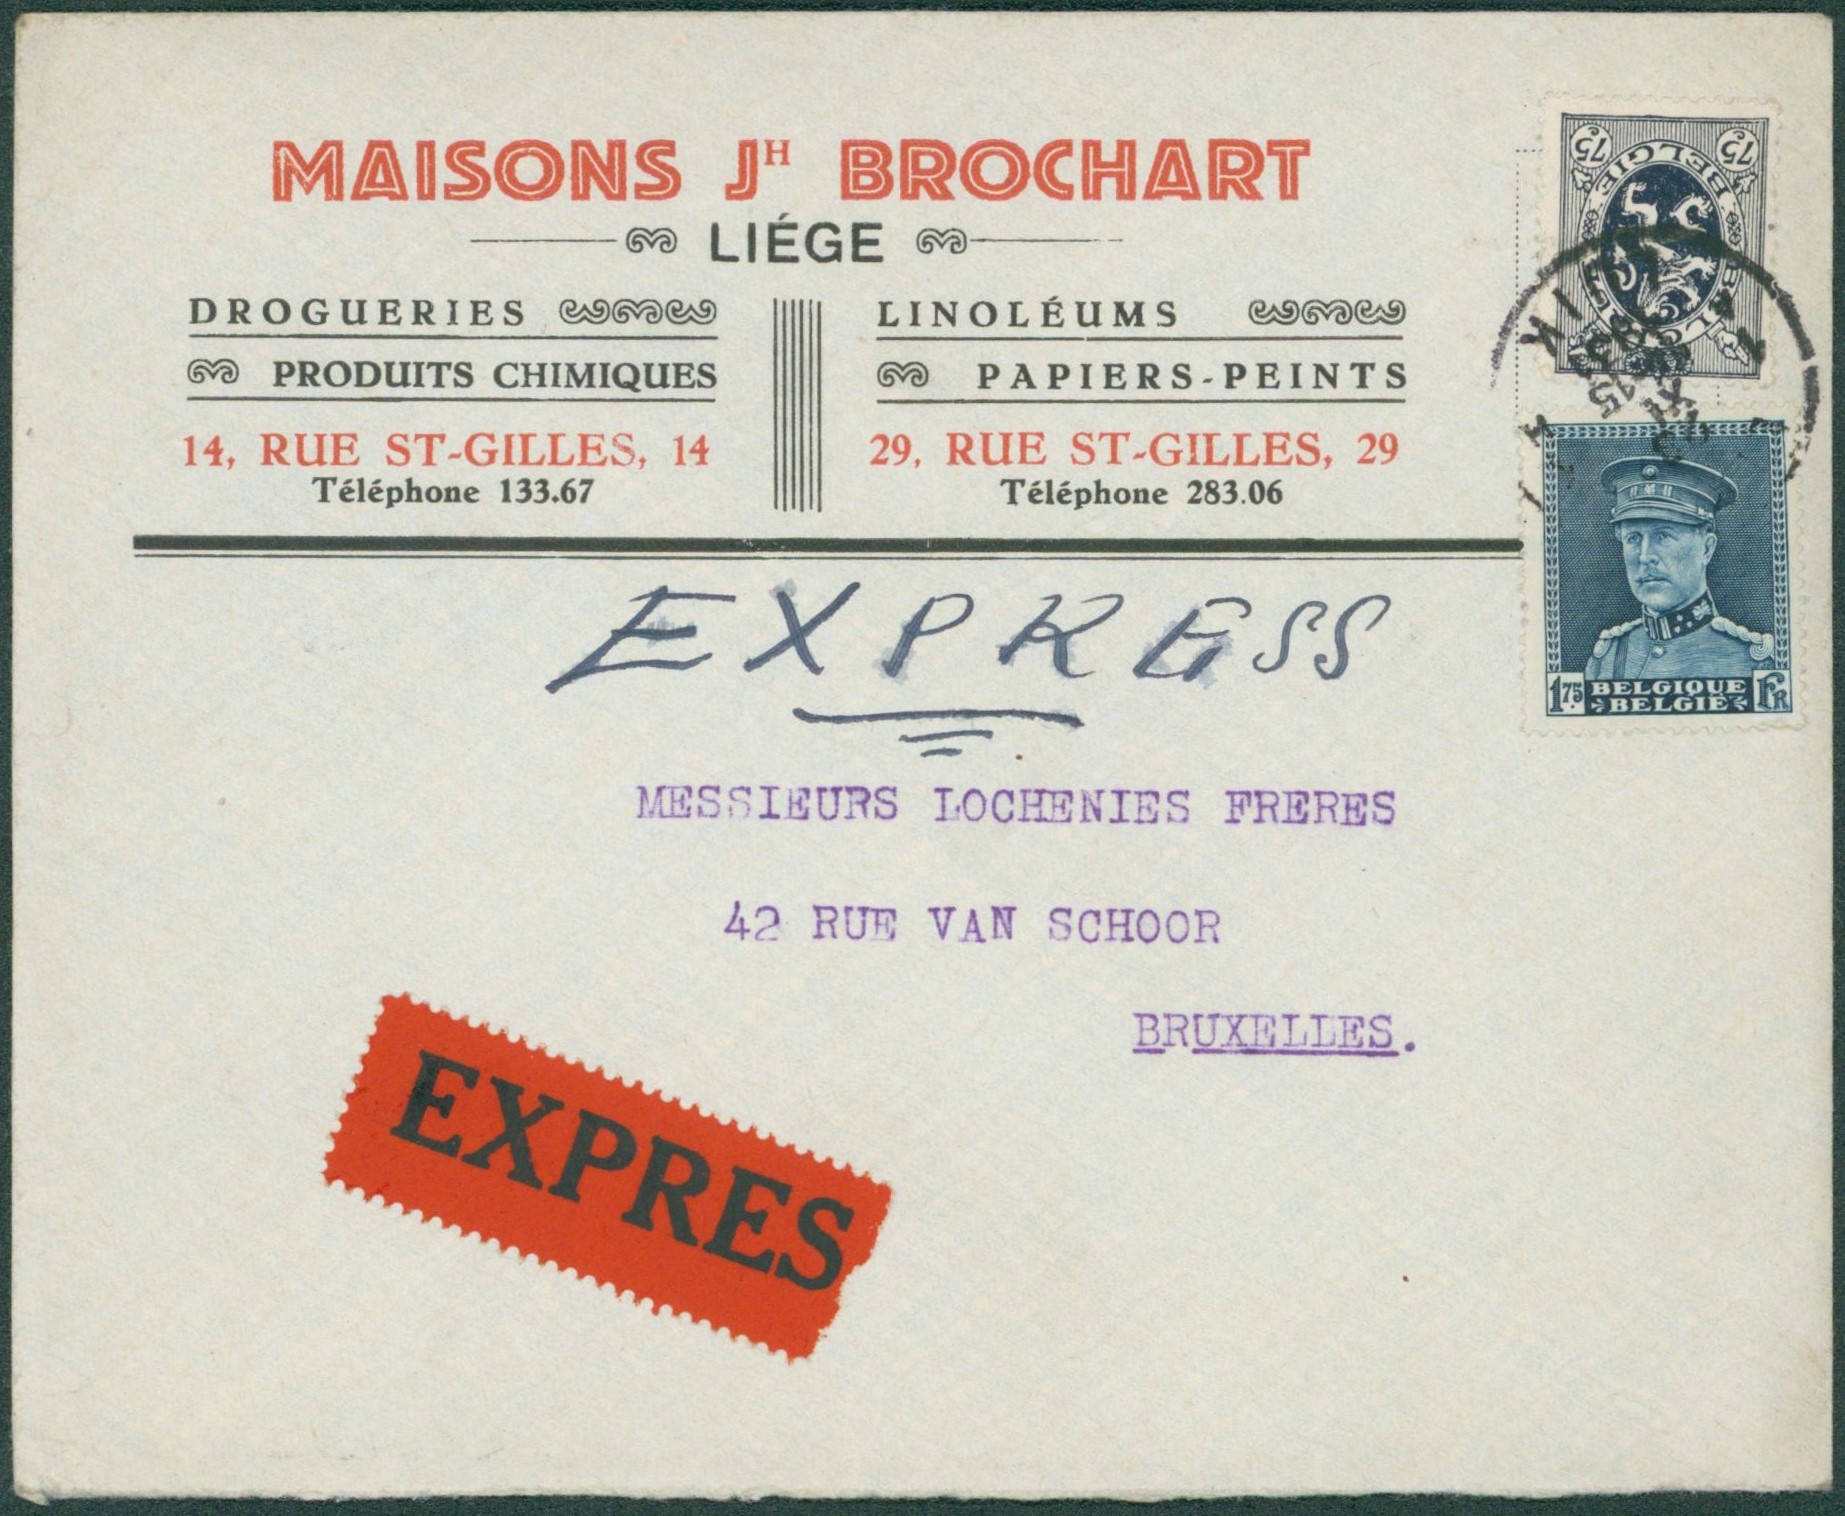 MAISONS JH BROCHART
LIÉGE
DROGUERIES
PRODUITS CHIMIQUES
14, RUE ST-GILLES, 14
Téléphone 133.67
LINOLÉUMS
PAPIERS-PEINTS
29, RUE ST-GILLES, 29
Téléphone 283.06
75 BELGIE 75
BELGIQUE
1.75 BELGIQUE FR
BELGIË
EXPRESS
MESSIEURS LOCHENIES FRERES
42 RUE VAN SCHOOR
BRUXELLES.
EXPRES